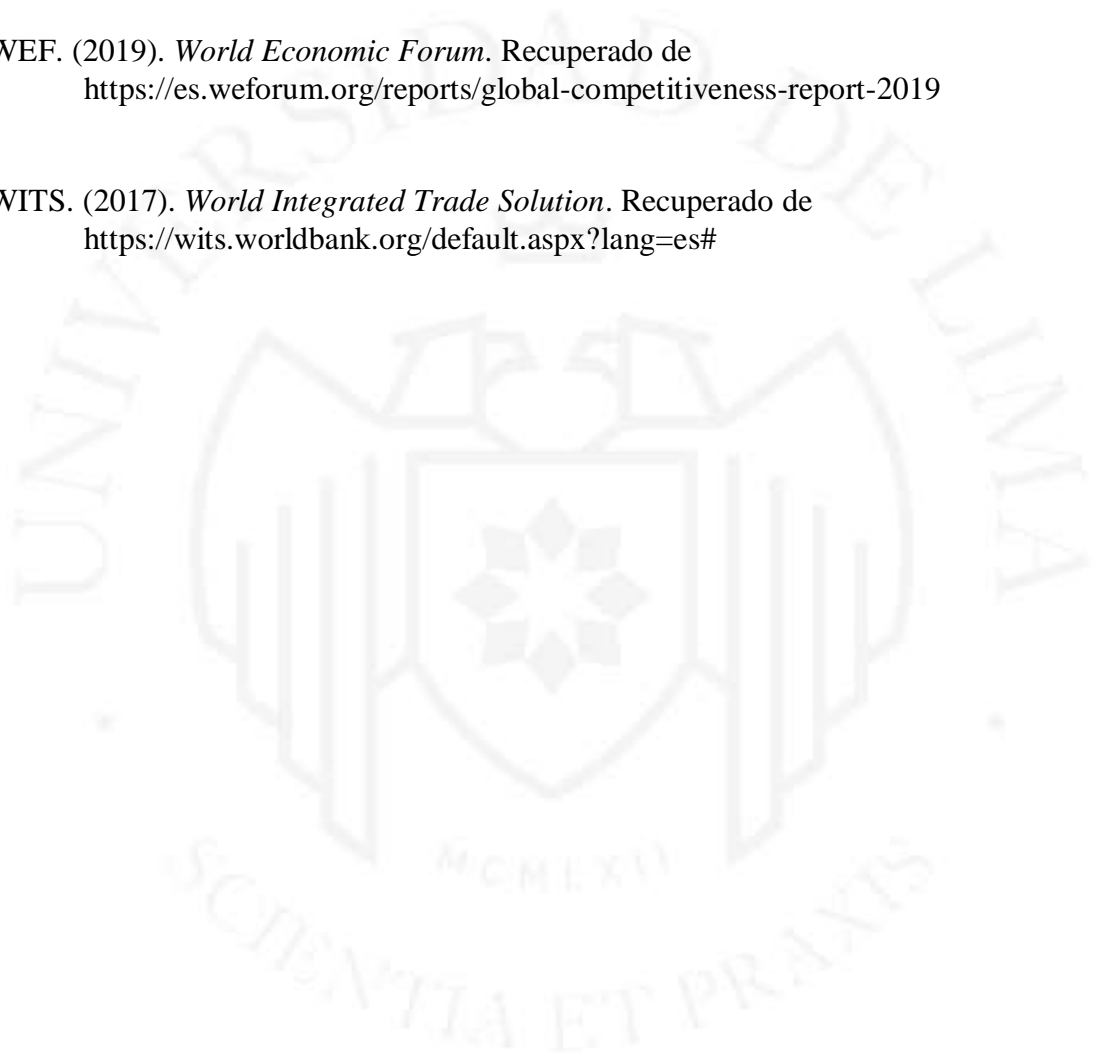 WEF. (2019). World Economic Forum. Recuperado de
https://es.weforum.org/reports/global-competitiveness-report-2019
WITS. (2017). World Integrated Trade Solution. Recuperado de
https://wits.worldbank.org/default.aspx?lang=es#
UNIVERSIDAD DE LIMA
MCMLXII
SCIENTIA ET PRAXIS